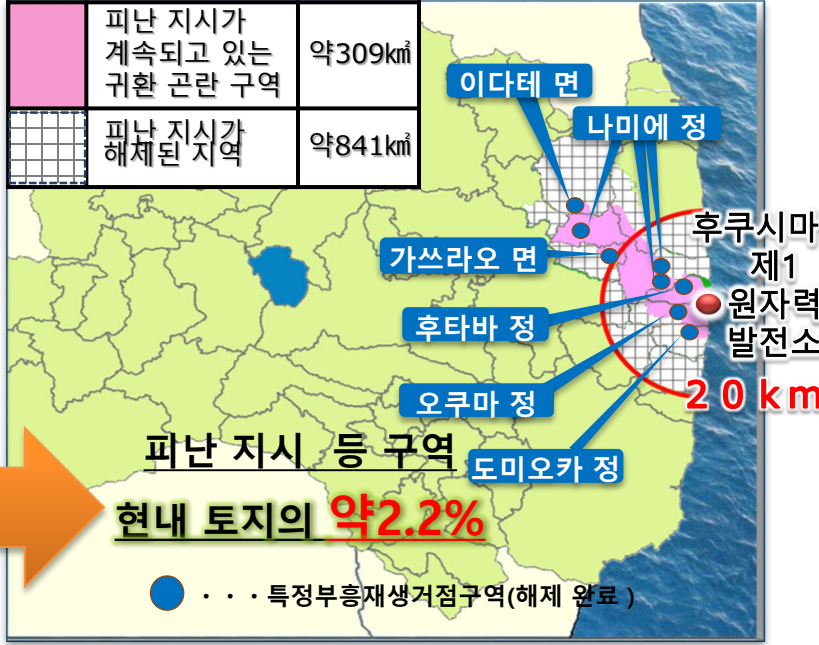 피난 지시가
계속되고 있는
귀환 곤란 구역
약309㎢
피난 지시가
해제된 지역
약841㎢
이다테 면
나미에 정
후쿠시마
제1
원자력
발전소
가쓰라오 면
후타바 정
20km
오쿠마 정
도미오카 정
피난 지시 등 구역
현내 토지의 약2.2%
・・・특정부흥재생거점구역(해제 완료 )